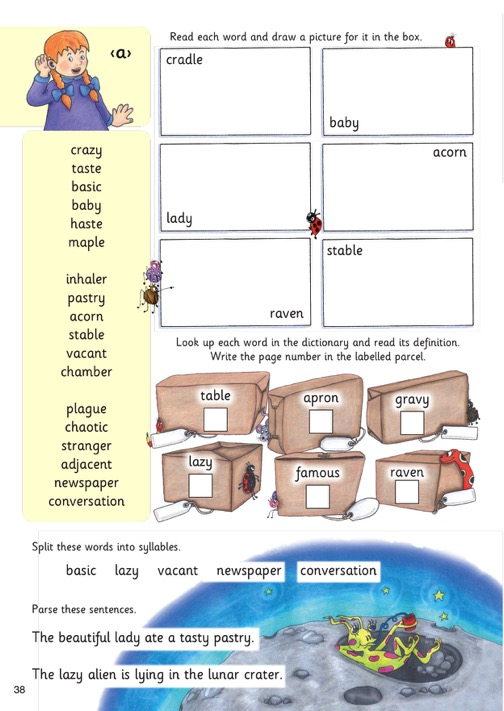 Read each word and draw a picture for it in the box.
‹a›
cradle
baby
acorn
lady
stable
raven
crazy
taste
basic
baby
haste
maple
inhaler
pastry
acorn
stable
vacant
chamber
plague
chaotic
stranger
adjacent
newspaper
conversation
Look up each word in the dictionary and read its definition.
Write the page number in the labelled parcel.
table
apron
gravy
lazy
famous
raven
Split these words into syllables.
basic lazy vacant newspaper conversation
Parse these sentences.
The beautiful lady ate a tasty pastry.
The lazy alien is lying in the lunar crater.
38